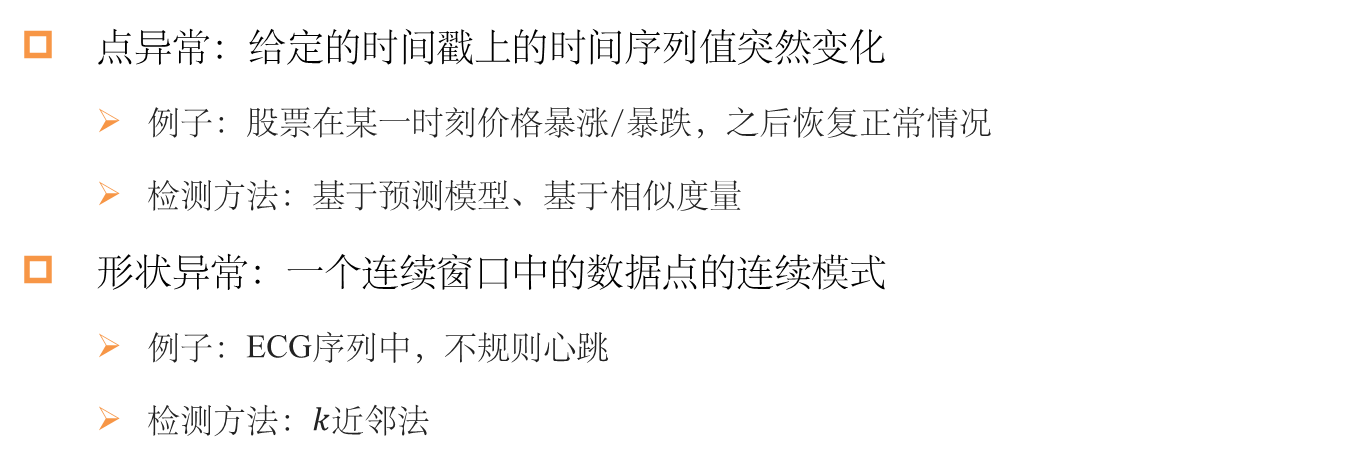 点异常：给定的时间戳上的时间序列值突然变化
例子：股票在某一时刻价格暴涨/暴跌，之后恢复正常情况
检测方法：基于预测模型、基于相似度量
形状异常：一个连续窗口中的数据点的连续模式
例子：ECG序列中，不规则心跳
检测方法：k近邻法